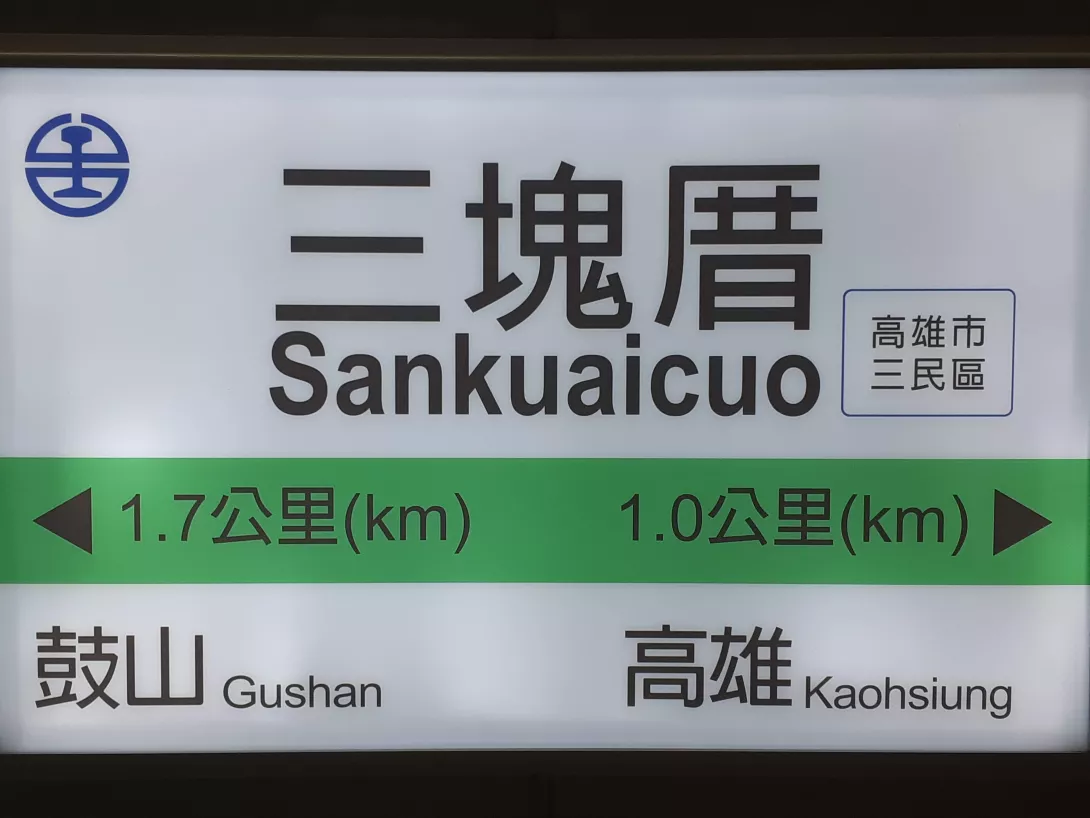 三塊厝
Sankuaicuo
高雄市
三民區
1.7公里(km)
1.0公里(km)
鼓山 Gushan
高雄 Kaohsiung